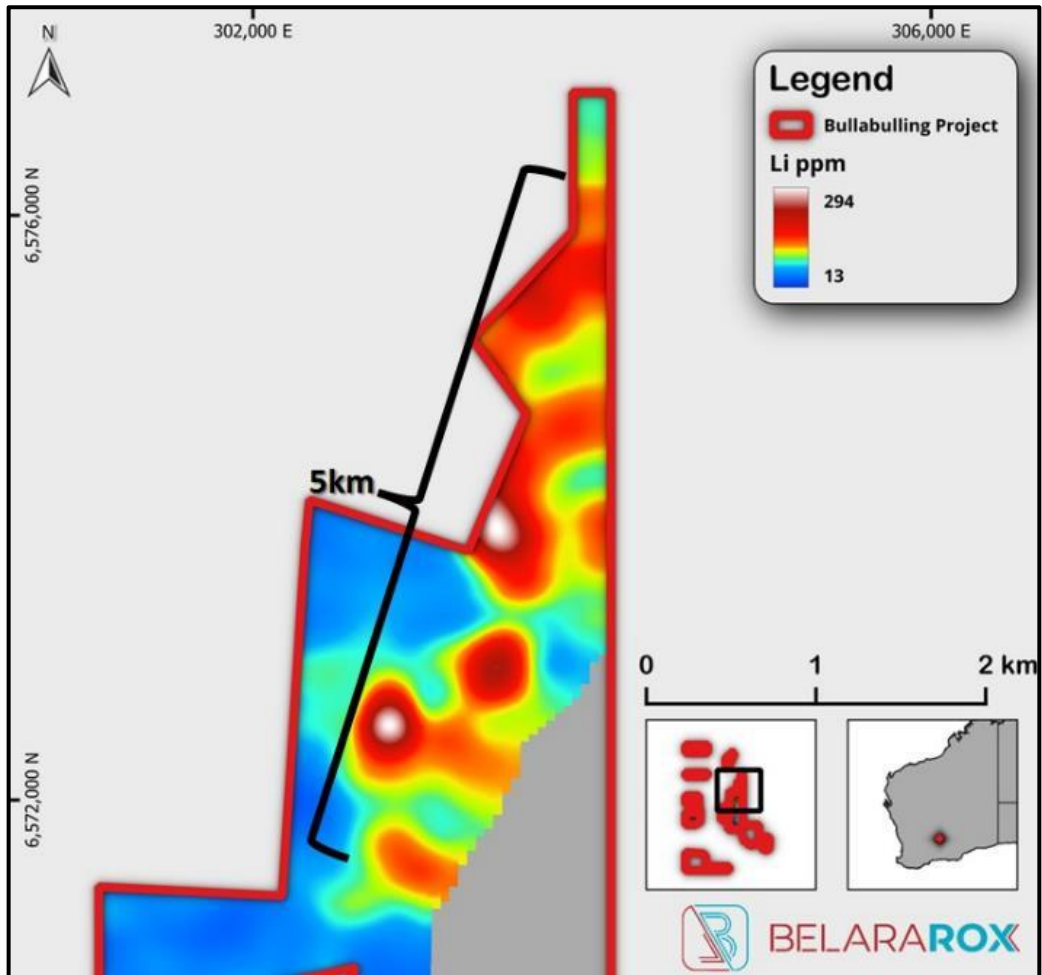 N
302,000 E
306,000 E
Legend
Bullabulling Project
Li ppm
294
13
6,576,000 N
5km
6,572,000 N
0 1 2 km
BELARAROX